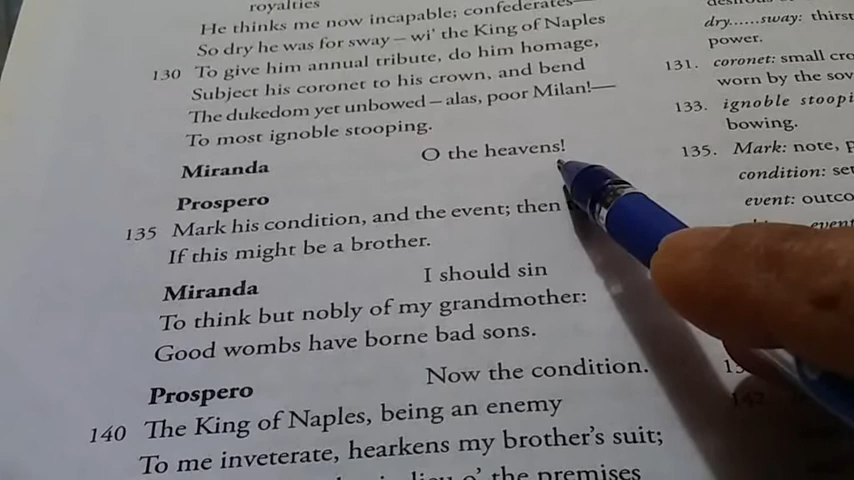 royalties
He thinks me now incapable; confederates—
So dry he was for sway – wi' the King of Naples
130 To give him annual tribute, do him homage,
Subject his coronet to his crown, and bend
The dukedom yet unbowed – alas, poor Milan!—
To most ignoble stooping.
Miranda O the heavens!
Prospero
135 Mark his condition, and the event; then
If this might be a brother.
Miranda I should sin
To think but nobly of my grandmother:
Good wombs have borne bad sons.
Prospero Now the condition.
140 The King of Naples, being an enemy
To me inveterate, hearkens my brother's suit;
o' the premises
dry......sway: thirst
power.
131. coronet: small cro
worn by the sov
133. ignoble stoopi
bowing.
135. Mark: note, p
condition: se
event: outco
event